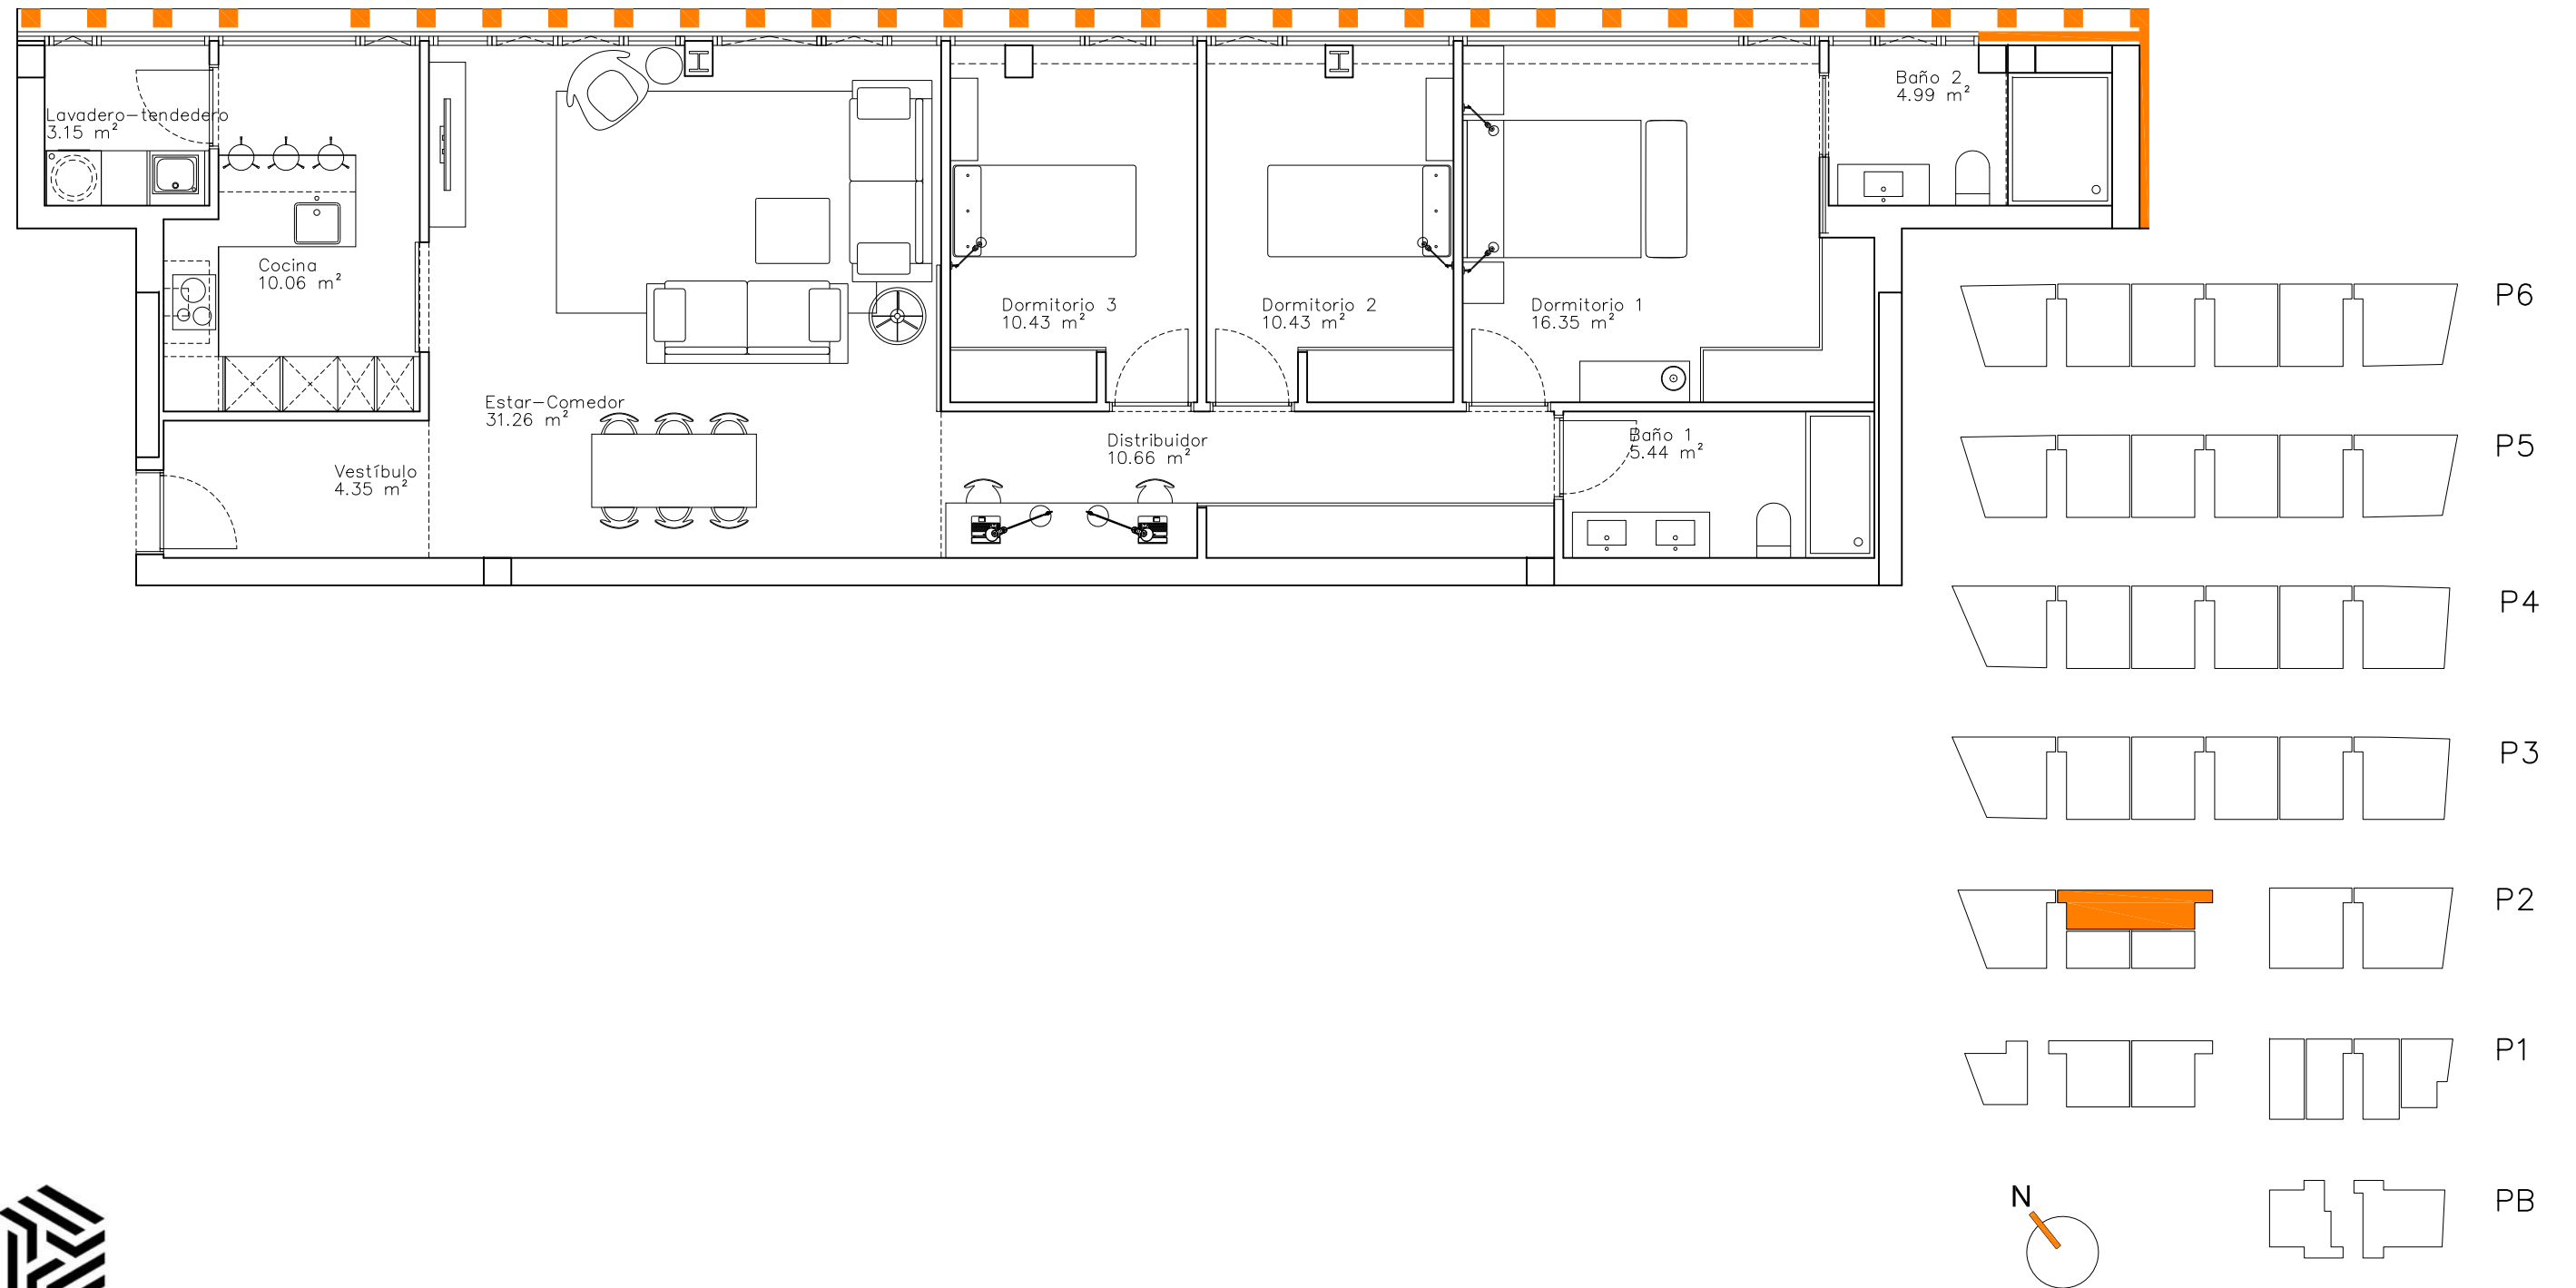 Lavadero-tendedero
3.15 m²
Baño 2
4.99 m²
Cocina
10.06 m²
Dormitorio 3
10.43 m²
Dormitorio 2
10.43 m²
Dormitorio 1
16.35 m²
Estar-Comedor
31.26 m²
Distribuidor
10.66 m²
Baño 1
5.44 m²
Vestíbulo
4.35 m²
P6
P5
P4
P3
P2
P1
PB
N